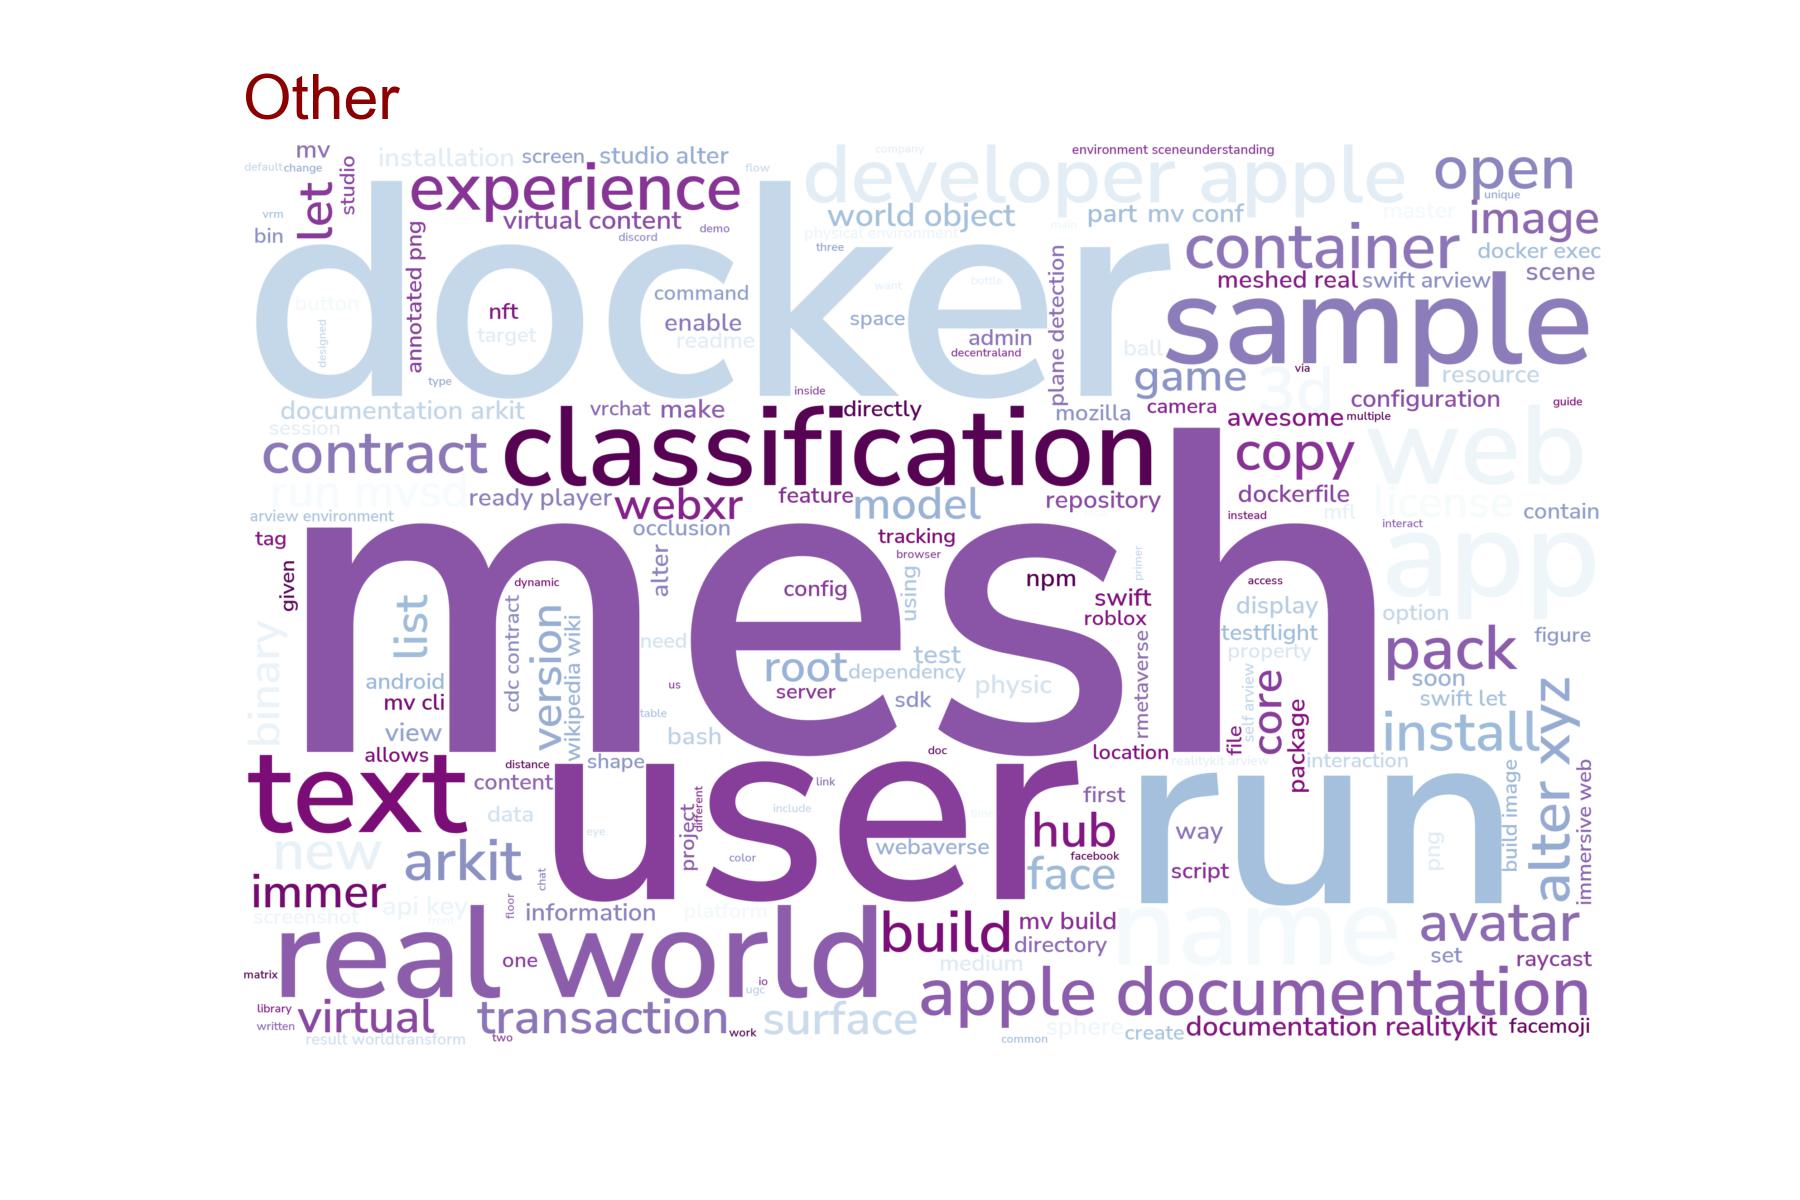 Other
mv
installation
screen
studio alter
flow
company
environment sceneunderstanding
default
change
let
studio
experience
developer apple
open
unique
vrm
bin
virtual content
discord
demo
world object
part
mv conf
master
image
docker
physical environment
main
three
container
docker exec
meshed real
swift arview
scene
button
designed
annotated png
nft
target
type
command
enable
readme
space
want
bottle
admin
decentraland
plane detection
ball
sample
game
3d
via
resource
documentation arkit
session
vrchat
make
inside
directly
mozilla
camera
configuration
guide
awesome
multiple
contract
classification
copy
web
run mvsd
ready player
webxr
feature
model
repository
dockerfile
license
arview environment
occlusion
instead
mfl
interact
contain
tag
given
mesh
tracking
browser
primer
app
dynamic
alter
config
using
npm
swift
roblox
access
display
option
binary
list
cdc contract
version
wikipedia wiki
need
test
testflight
property
pack
figure
android
root
dependency
physic
rmetaverse
soon
mv cli
us
server
sdk
self arview
core
swift let
view
table
bash
file
package
install
alter xyz
allows
distance
shape
doc
location
realitykit arview
interaction
text
content
user
link
first
run
build image
immersive web
data
project
different
include
time
hub
way
new
arkit
eye
color
webaverse
facebook
face
script
png
immer
chat
screenshot
api key
floor
information
platform
build
mv build
directory
name
avatar
real world
one
medium
set
raycast
matrix
io
ugc
apple documentation
library
written
virtual
transaction
work
surface
sphere
create
documentation realitykit
facemoji
result worldtransform
two
common